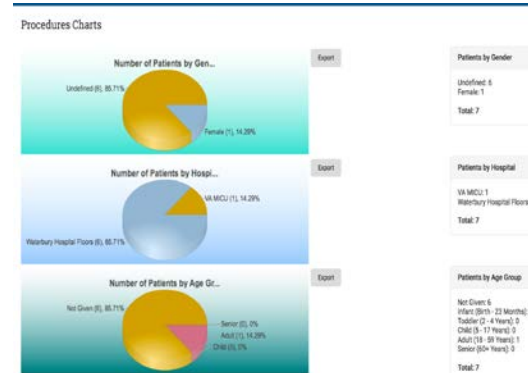 Procedures Charts
Number of Patients by Gen...
Export
Undefined (6), 85.71%
Female (1), 14.29%
Patients by Gender
Undefined: 6
Female: 1
Total: 7
Number of Patients by Hospi...
Export
VA MICU (1), 14.29%
Waterbury Hospital Floors (6), 85.71%
Patients by Hospital
VA MICU: 1
Waterbury Hospital Floors
Total: 7
Number of Patients by Age Gr...
Export
Not Given (6), 85.71%
Senior (0), 0%
Adult (1), 14.29%
Child (0), 0%
Patients by Age Group
Not Given: 6
Infant (Birth - 23 Months):
Toddler (2 - 4 Years): 0
Child (5 - 17 Years): 0
Adult (18 - 59 Years): 1
Senior (60+ Years): 0
Total: 7